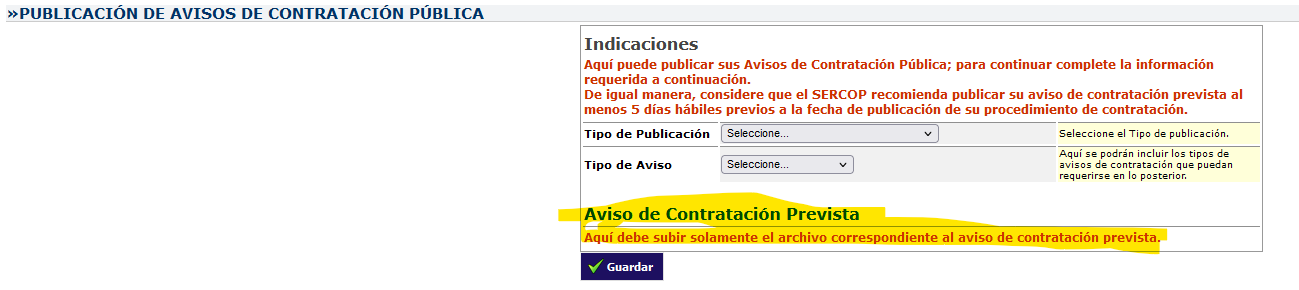 »PUBLICACIÓN DE AVISOS DE CONTRATACIÓN PÚBLICA
Indicaciones
Aquí puede publicar sus Avisos de Contratación Pública; para continuar complete la información
requerida a continuación.
De igual manera, considere que el SERCOP recomienda publicar su aviso de contratación prevista al
menos 5 días hábiles previos a la fecha de publicación de su procedimiento de contratación.
Tipo de Publicación Seleccione... Seleccione el Tipo de publicación.
Tipo de Aviso Seleccione... Aquí se podrán incluir los tipos de
avisos de contratación que puedan
requerirse en lo posterior.
Aviso de Contratación Prevista
Aquí debe subir solamente el archivo correspondiente al aviso de contratación prevista.
Guardar